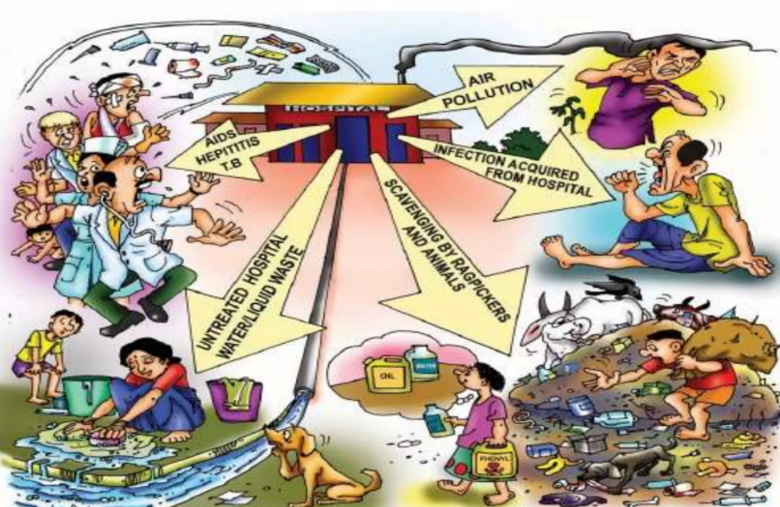 HOSPITAL
AIR
POLLUTION
AIDS
HEPITITIS
T.B
INFECTION ACQUIRED
FROM HOSPITAL
SCAVENGING BY RAGPICKERS
AND ANIMALS
UNTREATED HOSPITAL
WATER/LIQUID WASTE
OIL
WATER
PHENYL